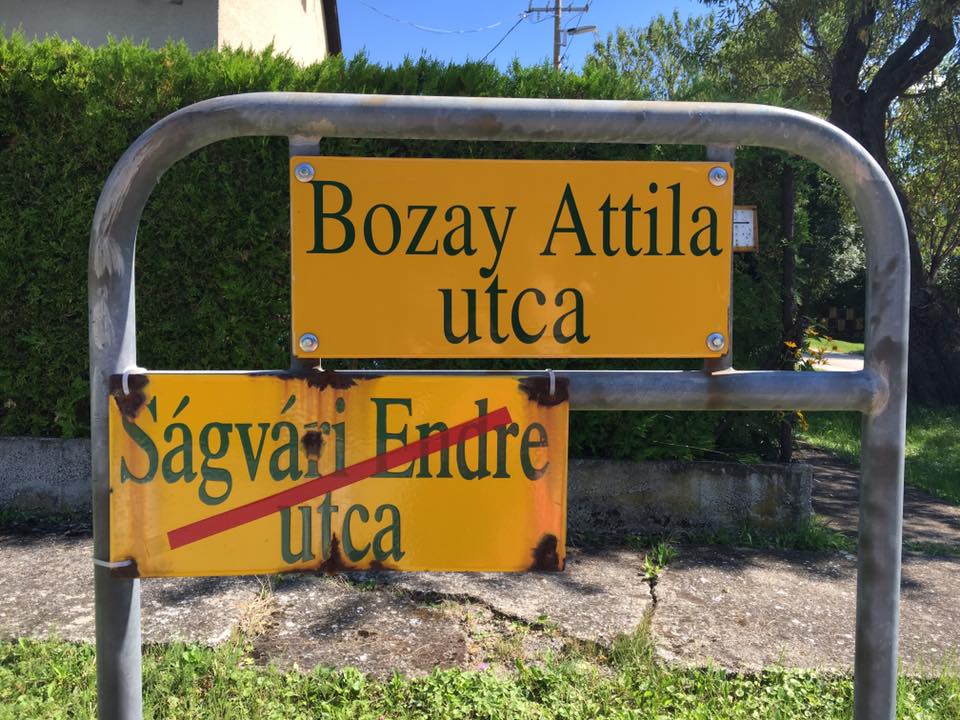 Bozay Attila
utca
Ságvári Endre
utca